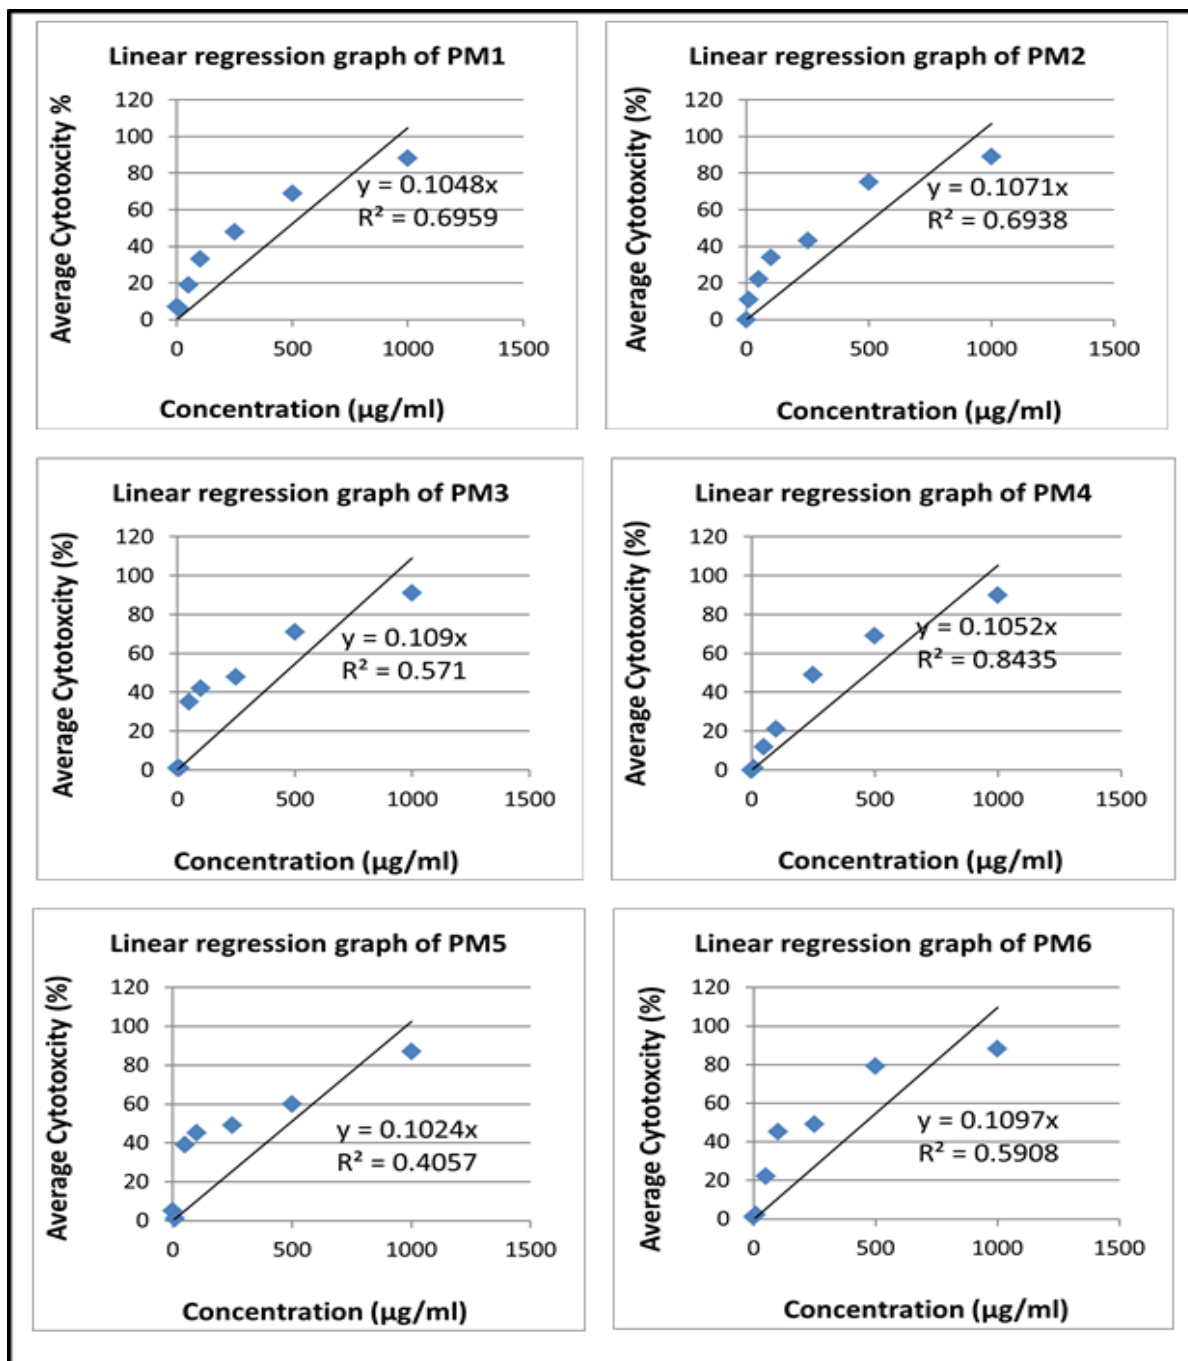 Linear regression graph of PM1
Average Cytotoxcity %
120
100
80
60
40
20
0
y = 0.1048x
R² = 0.6959
0 500 1000 1500
Concentration (µg/ml)
Linear regression graph of PM2
Average Cytotoxcity (%)
120
100
80
60
40
20
0
y = 0.1071x
R² = 0.6938
0 500 1000 1500
Concentration (µg/ml)
Linear regression graph of PM3
Average Cytotoxcity (%)
120
100
80
60
40
20
0
y = 0.109x
R² = 0.571
0 500 1000 1500
Concentration (µg/ml)
Linear regression graph of PM4
Average Cytotoxcity (%)
120
100
80
60
40
20
0
y = 0.1052x
R² = 0.8435
0 500 1000 1500
Concentration (µg/ml)
Linear regression graph of PM5
Average Cytotoxcity (%)
120
100
80
60
40
20
0
y = 0.1024x
R² = 0.4057
0 500 1000 1500
Concentration (µg/ml)
Linear regression graph of PM6
Average Cytotoxcity (%)
120
100
80
60
40
20
0
y = 0.1097x
R² = 0.5908
0 500 1000 1500
Concentration (µg/ml)